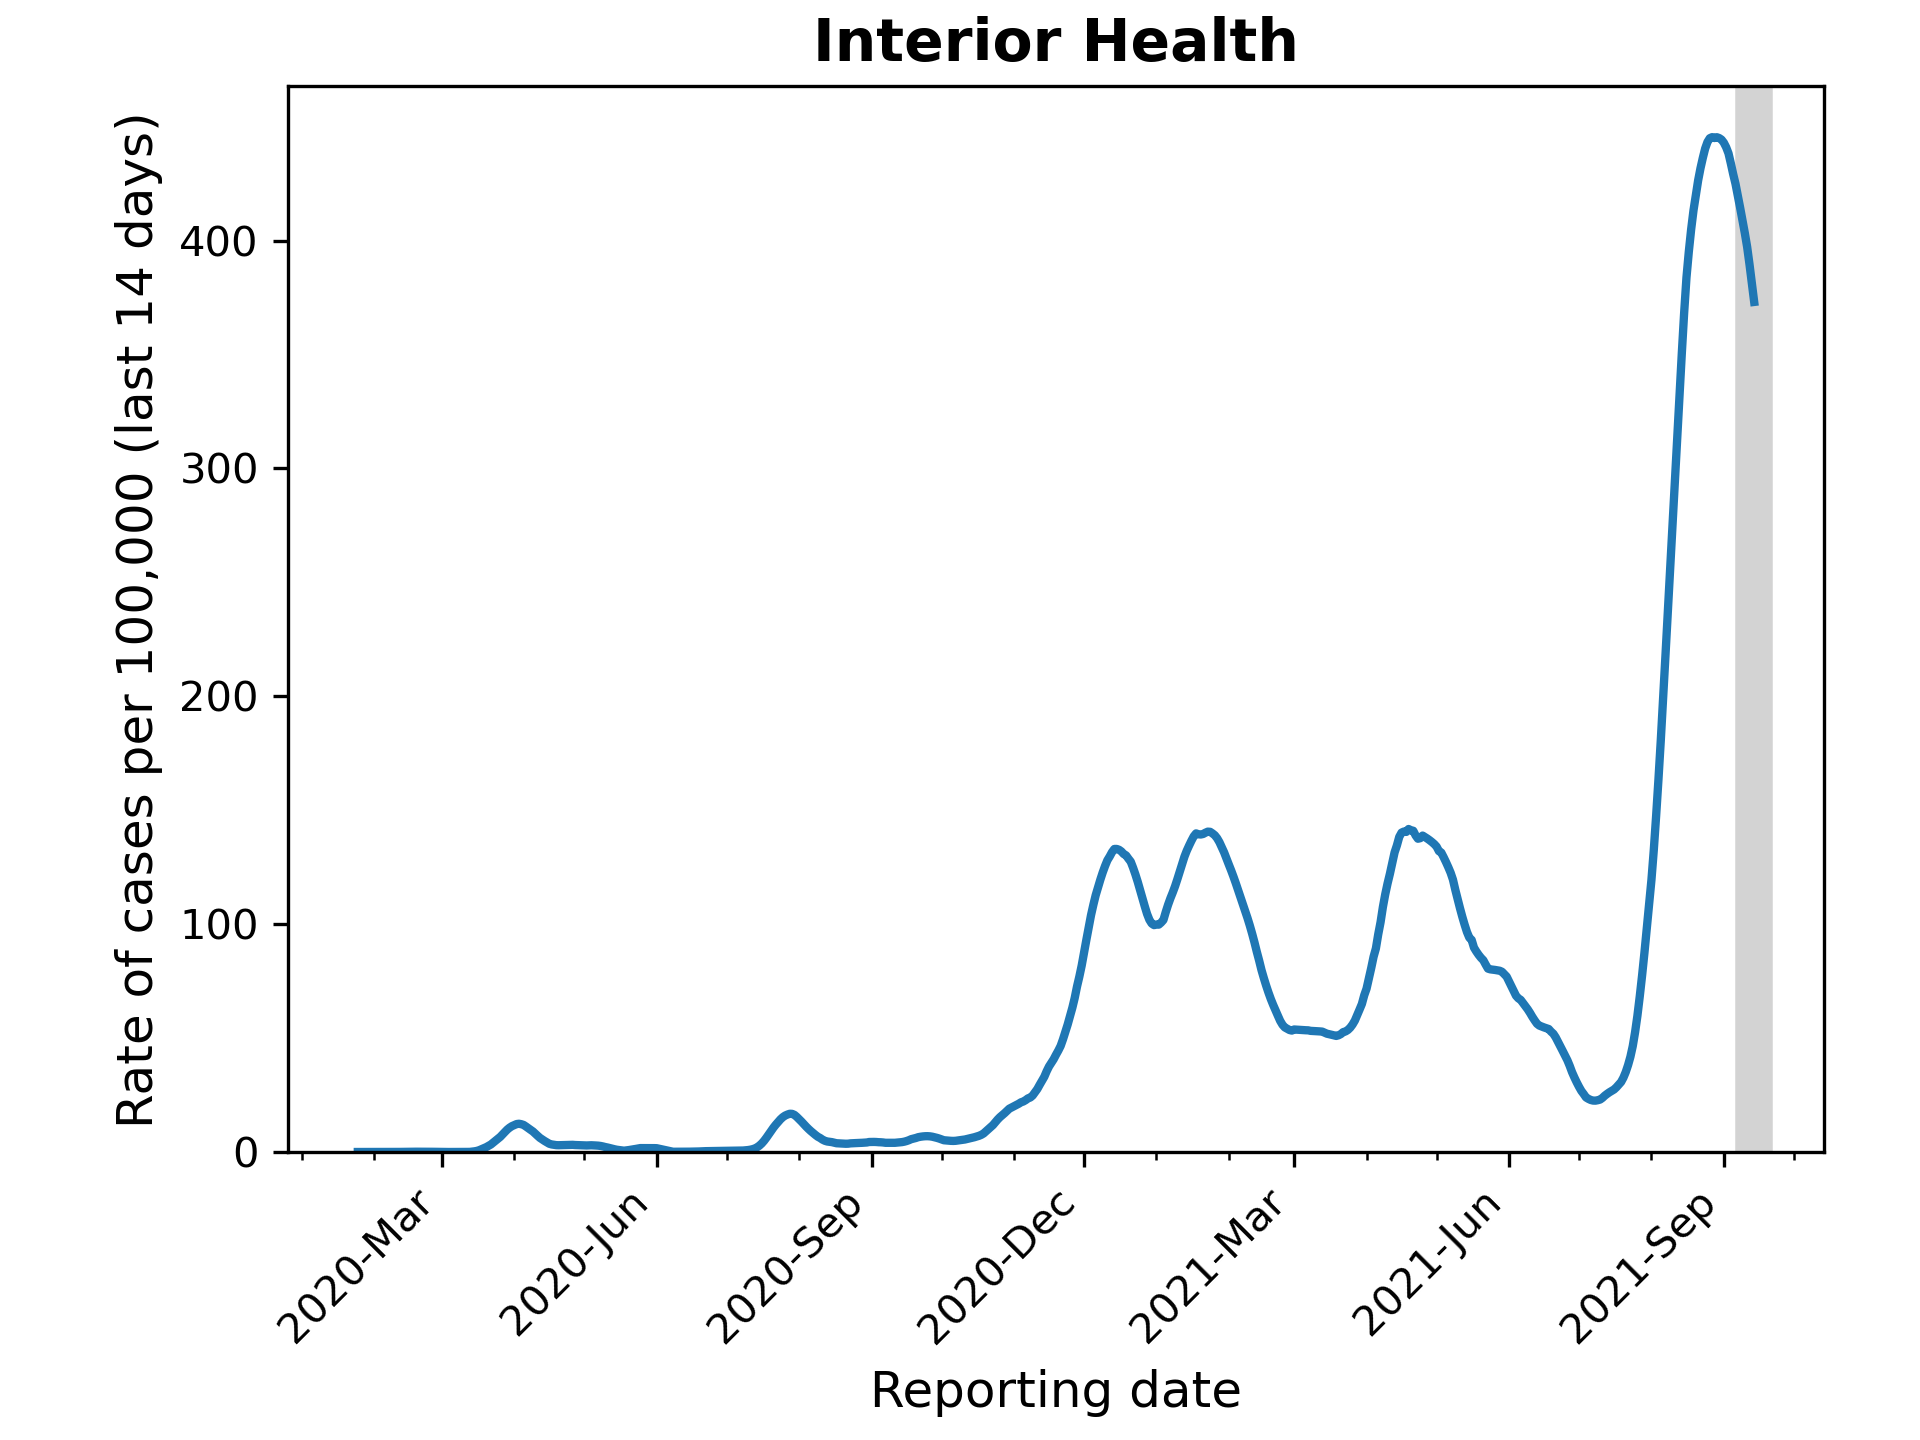 Interior Health
Rate of cases per 100,000 (last 14 days)
400
300
200
100
0
2020-Mar
2020-Jun
2020-Sep
2020-Dec
2021-Mar
2021-Jun
2021-Sep
Reporting date